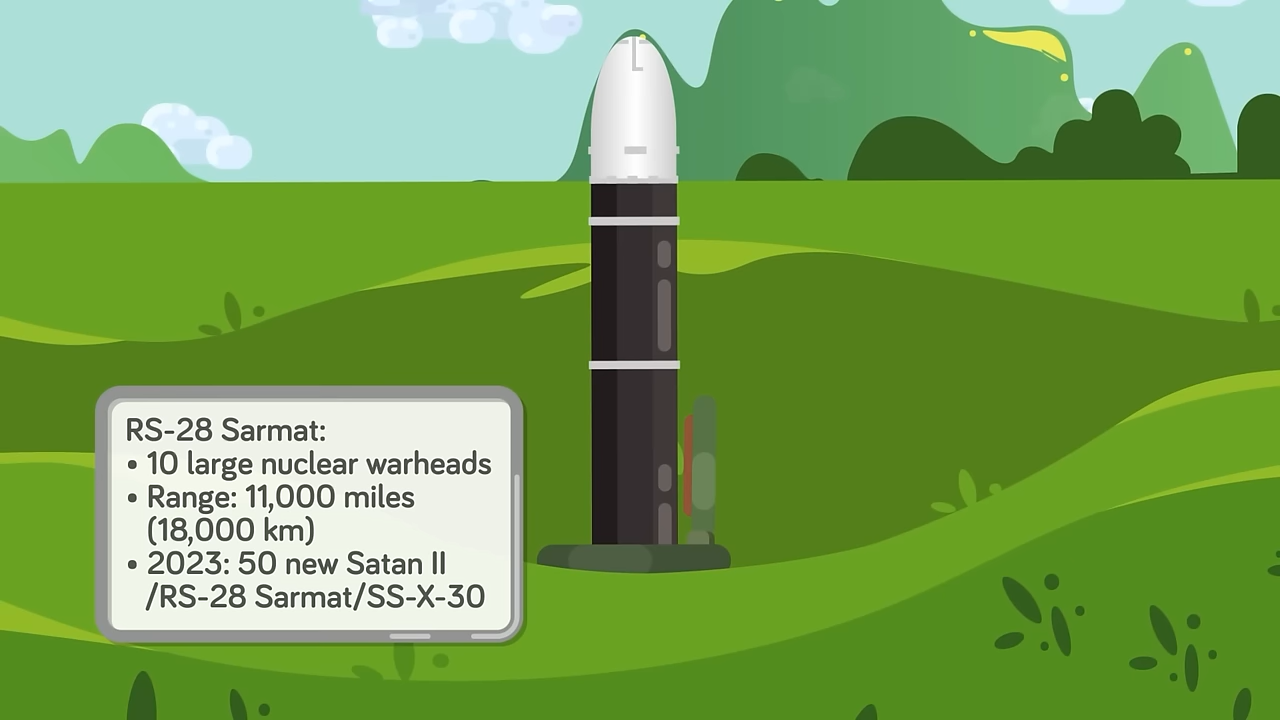 RS-28 Sarmat:
• 10 large nuclear warheads
• Range: 11,000 miles
(18,000 km)
• 2023: 50 new Satan II
/RS-28 Sarmat/SS-X-30